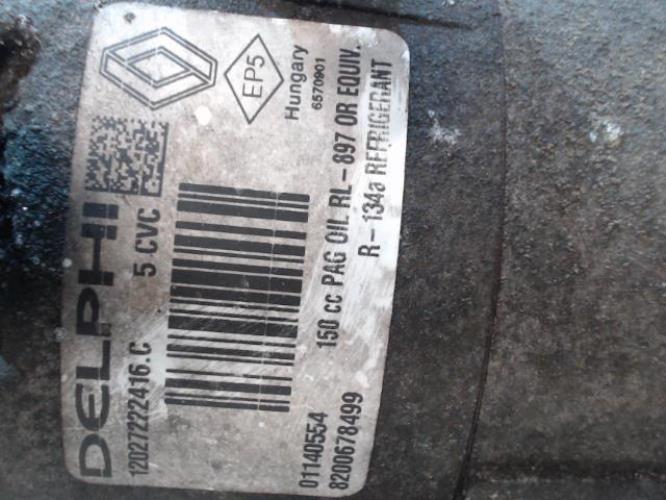 DELPHI
12027222416.C
5 CVC
EP5
Hungary
6570901
01140554
150 cc PAG OIL RL-897 OR EQUIV.
8200678499
R-134a REFRIGERANT